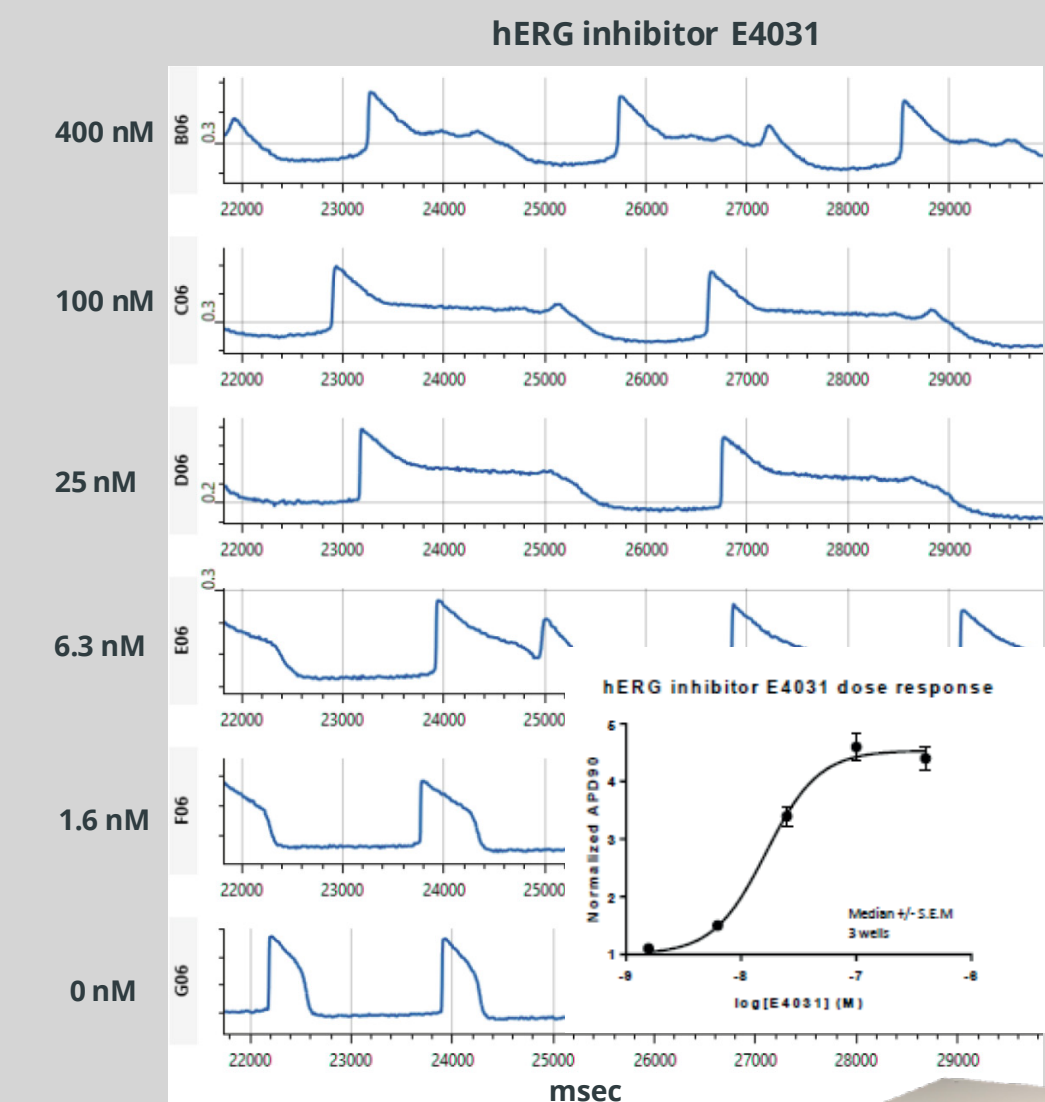 hERG inhibitor E4031
400 nM
B06
0.3
22000 23000 24000 25000 26000 27000 28000 29000
100 nM
C06
0.3
22000 23000 24000 25000 26000 27000 28000 29000
25 nM
D06
0.2
22000 23000 24000 25000 26000 27000 28000 29000
6.3 nM
E06
0.3
22000 23000 24000 25000
1.6 nM
F06
22000 23000 24000 25000
0 nM
G06
22000 23000 24000 25000 26000 27000 28000 29000
msec
hERG inhibitor E4031 dose response
Normalized APD90
5
4
3
2
1
-9 -8 -7 -6
Median +/- S.E.M
3 wells
log[E4031] (M)